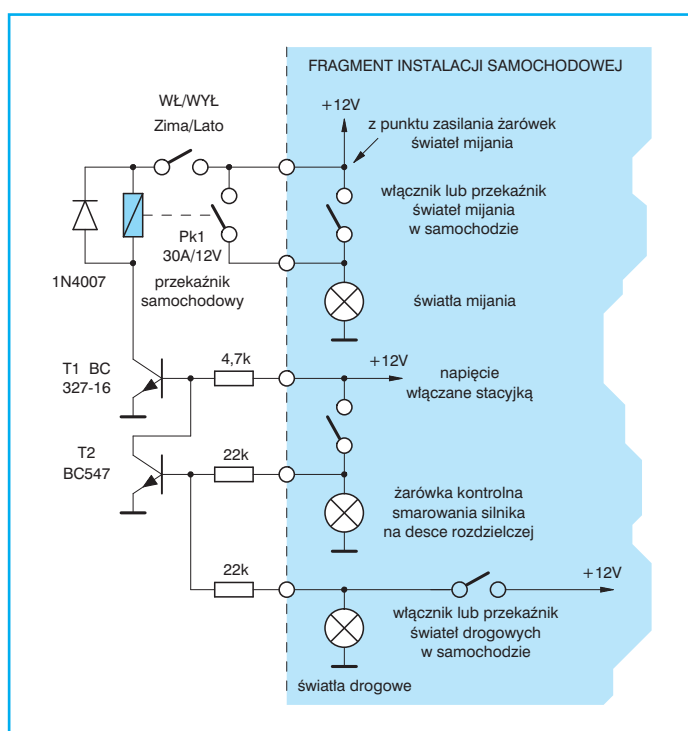 FRAGMENT INSTALACJI SAMOCHODOWEJ
WŁ/WYŁ
Zima/Lato
+12V
z punktu zasilania żarówek
świateł mijania
włącznik lub przekaźnik
świateł mijania
w samochodzie
Pk1
30A/12V
1N4007
przekaźnik
samochodowy
światła mijania
T1 BC
327-16
4,7k
+12V
napięcie
włączane stacyjką
T2
BC547
22k
żarówka kontrolna
smarowania silnika
na desce rozdzielczej
22k
+12V
włącznik lub przekaźnik
świateł drogowych
w samochodzie
światła drogowe